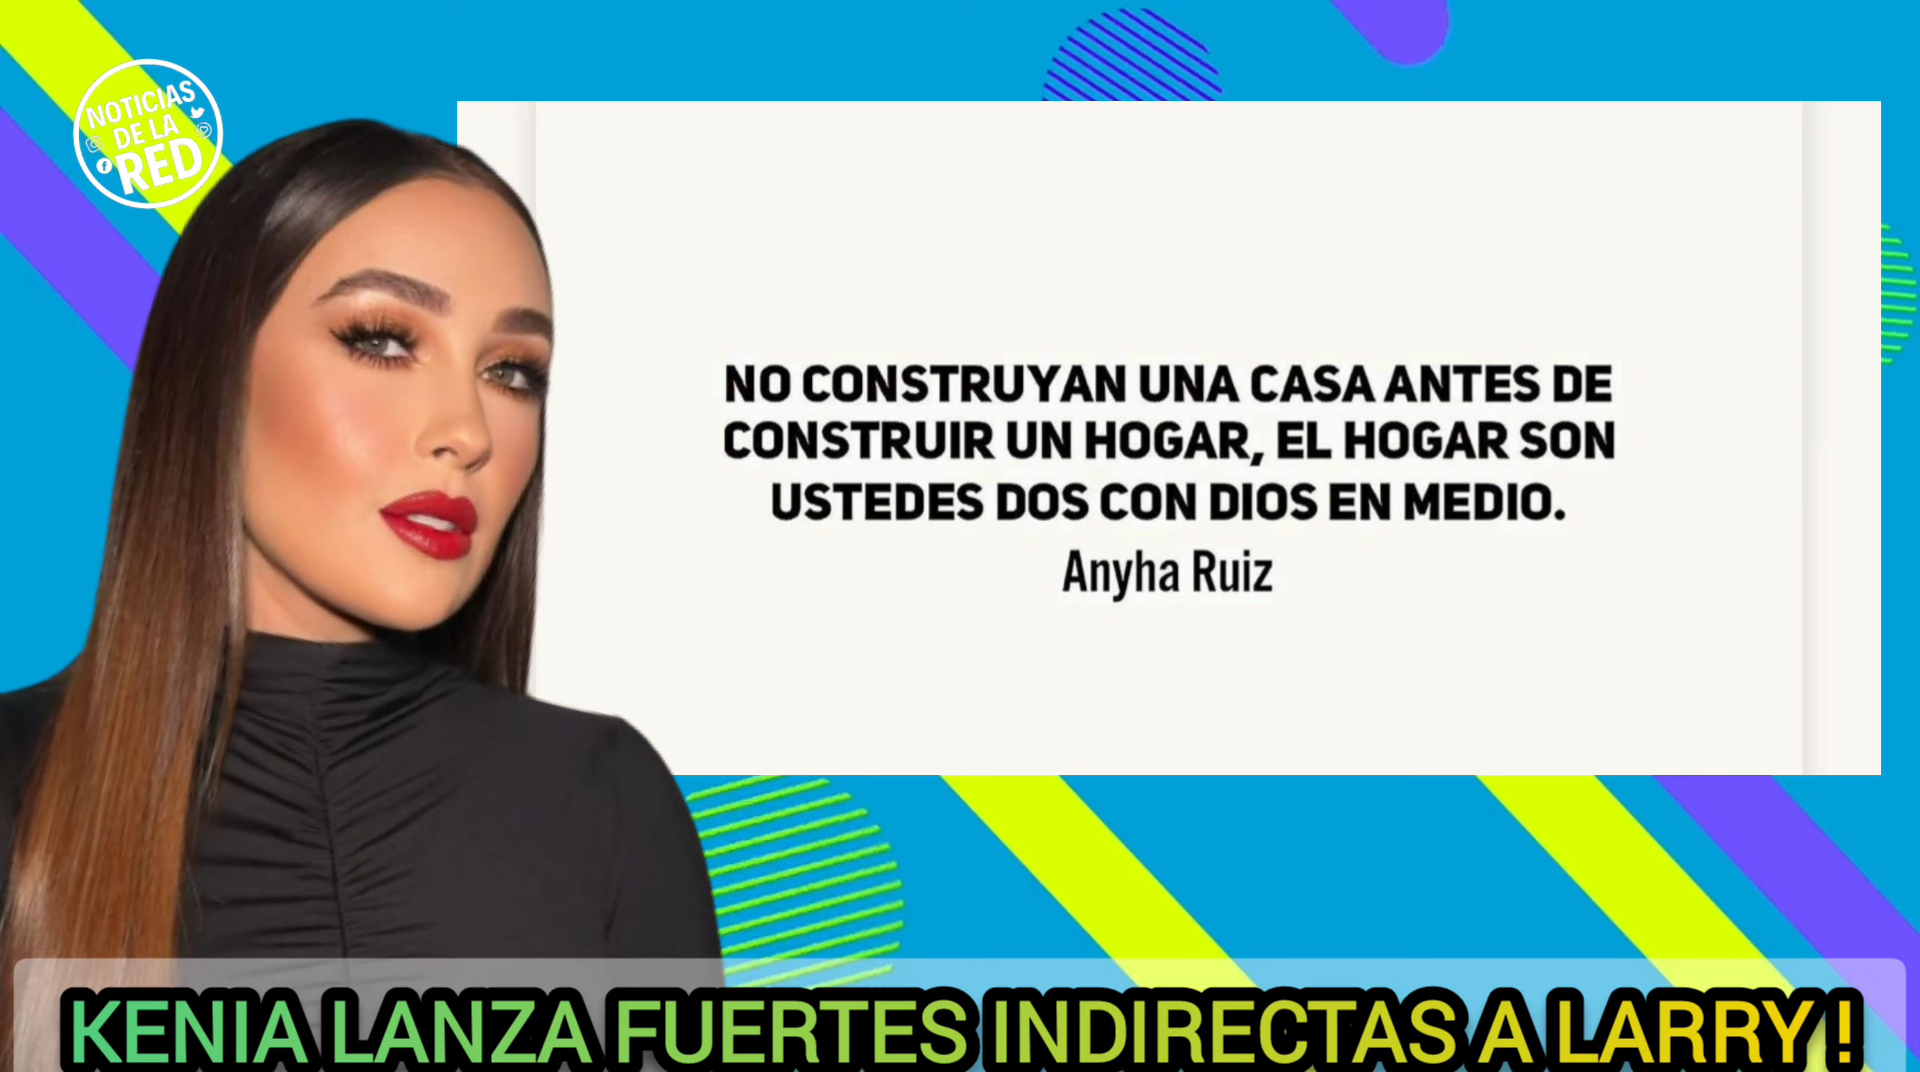 NOTICIAS
DE LA
RED
NO CONSTRUYAN UNA CASA ANTES DE
CONSTRUIR UN HOGAR, EL HOGAR SON
USTEDES DOS CON DIOS EN MEDIO.
Anyha Ruiz
KENIA LANZA FUERTES INDIRECTAS A LARRY !